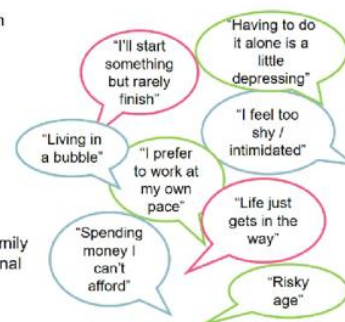 "Having to do
it alone is a
little
depressing"
"I'll start
something
but rarely
finish"
"I feel too
shy /
intimidated"
"Living in
a bubble"
"I prefer
to work at
my own
pace"
"Life just
gets in the
way"
"Spending
money I
can't
afford"
"Risky
age"